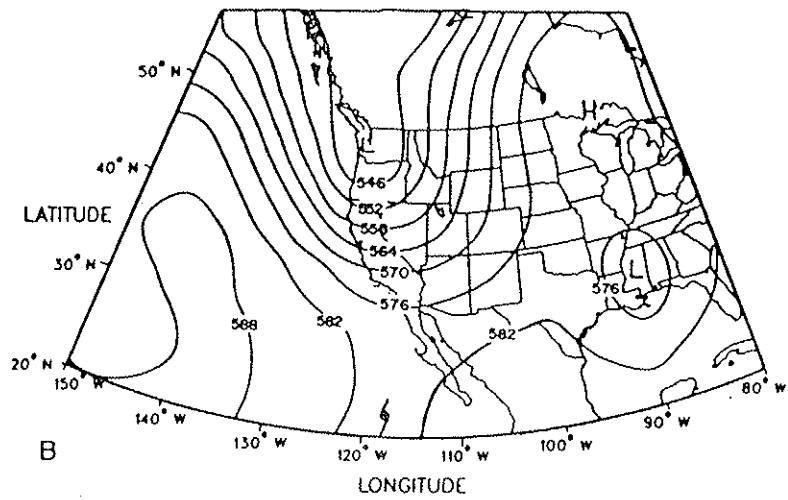 50° N
H
40° N
546
552
LATITUDE
558
564
30° N
570
L
576
576
588
582
582
20° N
150° W
80° W
140° W
90° W
130° W
100° W
120° W
110° W
B
LONGITUDE